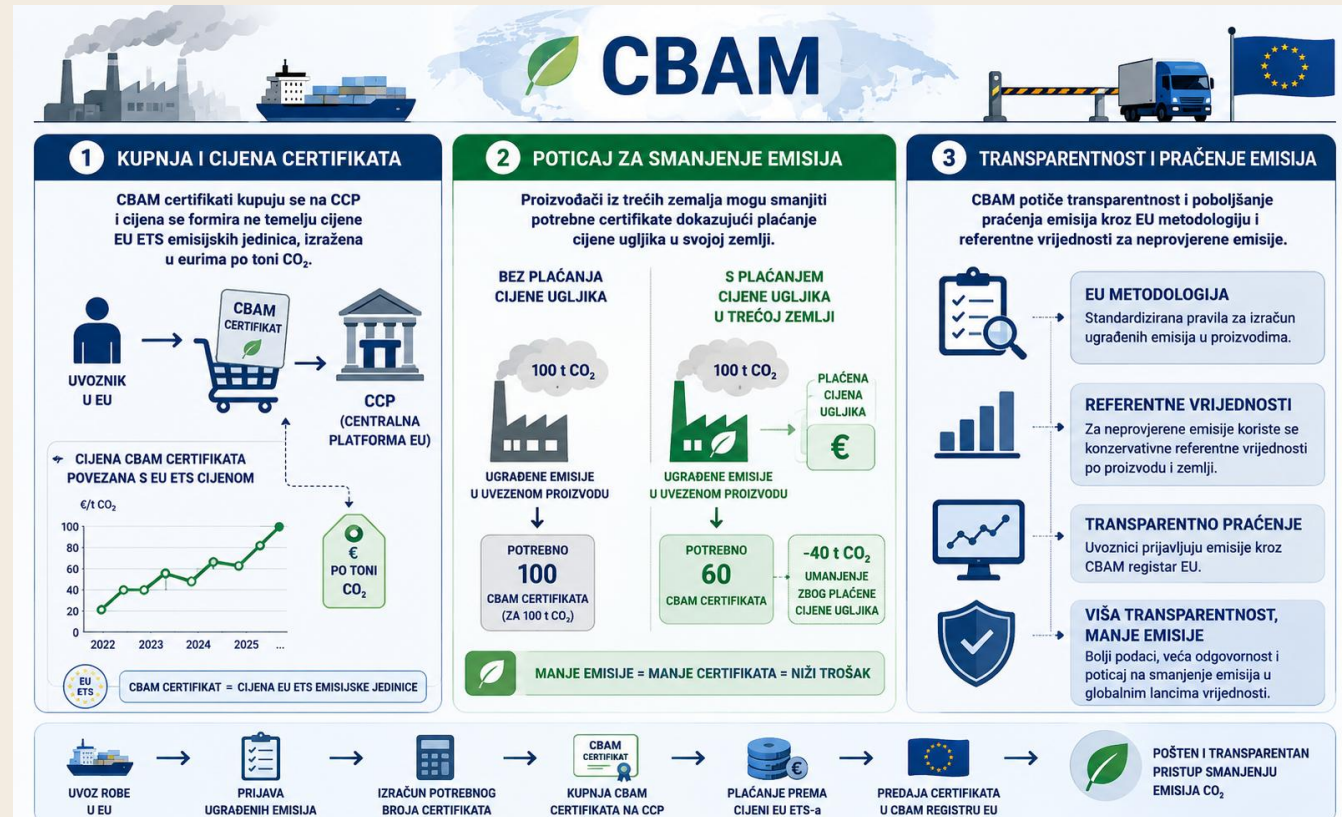 CBAM
1 KUPNJA I CIJENA CERTIFIKATA
CBAM certifikati kupuju se na CCP
i cijena se formira ne temelju cijene
EU ETS emisijskih jedinica, izražena
u eurima po toni CO₂.
UVOZNIK
U EU
CBAM
CERTIFIKAT
CCP
(CENTRALNA
PLATFORMA EU)
CIJENA CBAM CERTIFIKATA
POVEZANA S EU ETS CIJENOM
€/t CO₂
100
80
60
40
20
0
2022 2023 2024 2025 ...
€
PO TONI
CO₂
EU
ETS
CBAM CERTIFIKAT = CIJENA EU ETS EMISIJSKE JEDINICE
2 POTICAJ ZA SMANJENJE EMISIJA
Proizvođači iz trećih zemalja mogu smanjiti
potrebne certifikate dokazujući plaćanje
cijene ugljika u svojoj zemlji.
BEZ PLAĆANJA
CIJENE UGLJIKA
100 t CO₂
UGRAĐENE EMISIJE
U UVEZENOM PROIZVODU
POTREBNO
100
CBAM CERTIFIKATA
(ZA 100 t CO₂)
S PLAĆANJEM
CIJENE UGLJIKA
U TREĆOJ ZEMLJI
100 t CO₂
PLAĆENA
CIJENA
UGLJIKA
€
UGRAĐENE EMISIJE
U UVEZENOM PROIZVODU
POTREBNO
60
CBAM CERTIFIKATA
-40 t CO₂
UMANJENJE
ZBOG PLAĆENE
CIJENE UGLJIKA
MANJE EMISIJE = MANJE CERTIFIKATA = NIŽI TROŠAK
3 TRANSPARENTNOST I PRAČENJE EMISIJA
CBAM potiče transparentnost i poboljšanje
praćenja emisija kroz EU metodologiju i
referentne vrijednosti za neprovjerene emisije.
EU METODOLOGIJA
Standardizirana pravila za izračun
ugrađenih emisija u proizvodima.
REFERENTNE VRIJEDNOSTI
Za neprovjerene emisije koriste se
konzervativne referentne vrijednosti
po proizvodu i zemlji.
TRANSPARENTNO PRAĆENJE
Uvoznici prijavljuju emisije kroz
CBAM registar EU.
VIŠA TRANSPARENTNOST,
MANJE EMISIJE
Bolji podaci, veća odgovornost i
poticaj na smanjenje emisija u
globalnim lancima vrijednosti.
UVOZ ROBE
U EU
PRIJAVA
UGRAĐENIH EMISIJA
IZRAČUN POTREBNOG
BROJA CERTIFIKATA
CBAM
CERTIFIKAT
KUPNJA CBAM
CERTIFIKATA NA CCP
€
PLAĆANJE PREMA
CIJENI EU ETS-a
PREDAJA CERTIFIKATA
U CBAM REGISTRU EU
POŠTEN I TRANSPARENTAN
PRISTUP SMANJENJU
EMISIJA CO₂